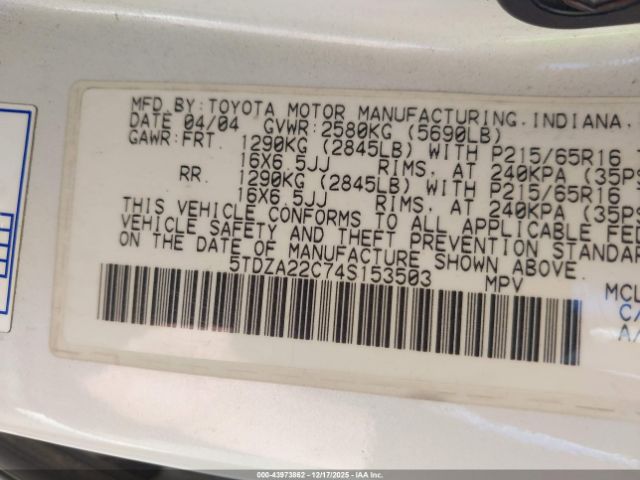 MFD BY: TOYOTA MOTOR MANUFACTURING, INDIANA,
DATE 04/04 GVWR: 2580KG (5690LB)
GAWR: FRT. 1290KG (2845LB) WITH P215/65R16
16X6.5JJ RIMS, AT 240KPA (35PS
RR. 1290KG (2845LB) WITH P215/65R16
16X6.5JJ RIMS, AT 240KPA (35PS
THIS VEHICLE CONFORMS TO ALL APPLICABLE FED
VEHICLE SAFETY AND THEFT PREVENTION STANDAR
ON THE DATE OF MANUFACTURE SHOWN ABOVE.
5TDZA22C74S153503 MPV
MCL
C/
A/
000-43973862 - 12/17/2025 - IAAI.COM